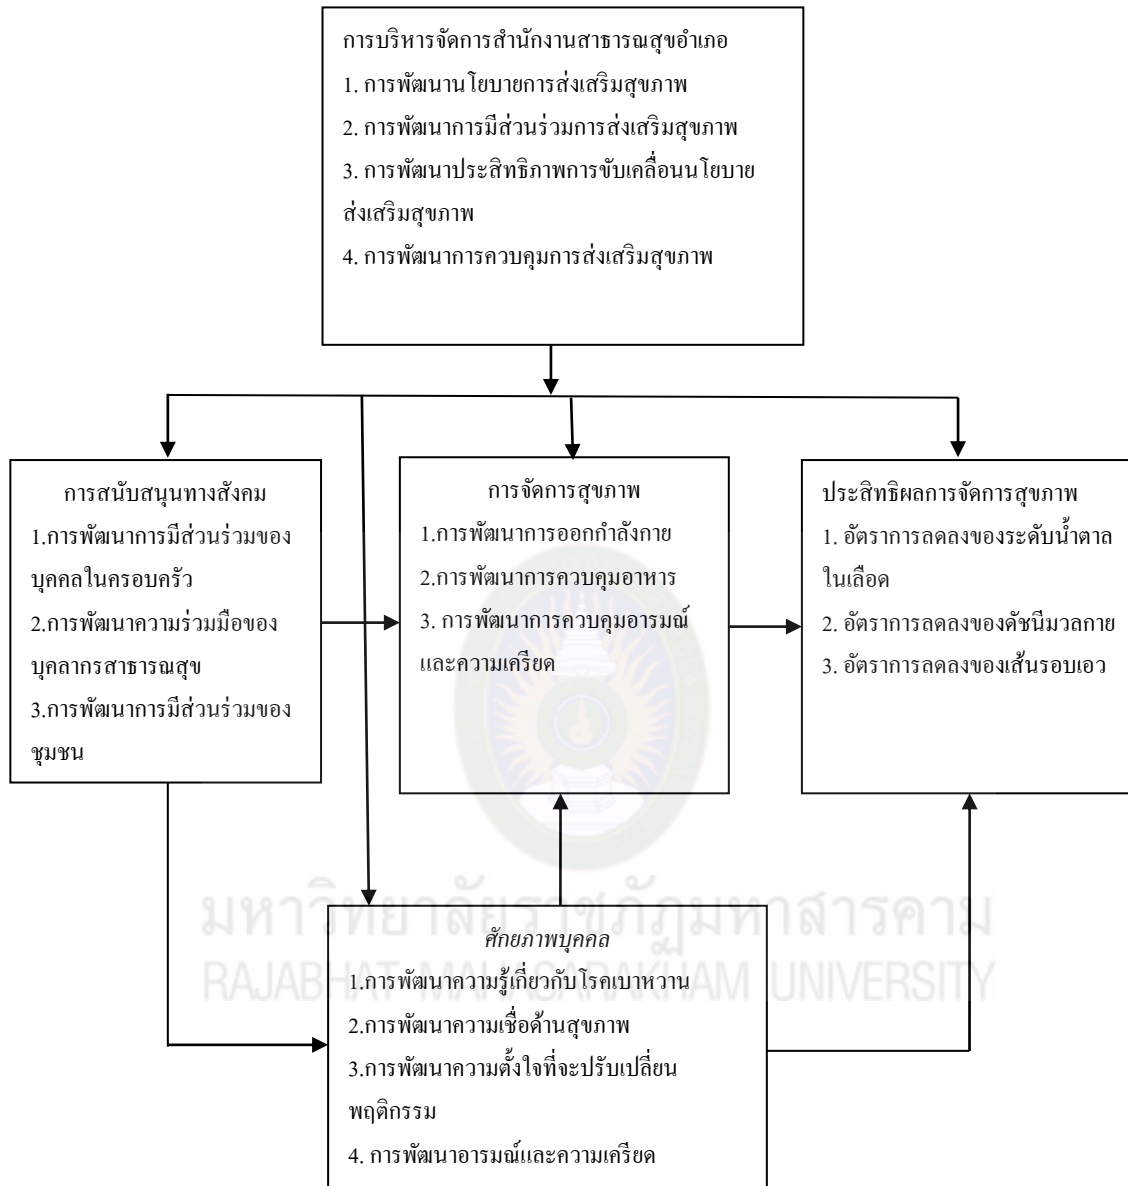 การบริหารจัดการสำนักงานสาธารณสุขอำเภอ
1. การพัฒนานโยบายการส่งเสริมสุขภาพ
2. การพัฒนาการมีส่วนร่วมการส่งเสริมสุขภาพ
3. การพัฒนาประสิทธิภาพการขับเคลื่อนนโยบาย
ส่งเสริมสุขภาพ
4. การพัฒนาการควบคุมการส่งเสริมสุขภาพ
การสนับสนุนทางสังคม
1.การพัฒนาการมีส่วนร่วมของ
บุคคลในครอบครัว
2.การพัฒนาความร่วมมือของ
บุคลากรสาธารณสุข
3.การพัฒนาการมีส่วนร่วมของ
ชุมชน
การจัดการสุขภาพ
1.การพัฒนาการออกกำลังกาย
2.การพัฒนาการควบคุมอาหาร
3. การพัฒนาการควบคุมอารมณ์
และความเครียด
ประสิทธิผลการจัดการสุขภาพ
1. อัตราการลดลงของระดับน้ำตาล
ในเลือด
2. อัตราการลดลงของดัชนีมวลกาย
3. อัตราการลดลงของเส้นรอบเอว
มหาวิทยาลัยราชภัฏมหาสารคาม
RAJABHAT MAHASARAKHAM UNIVERSITY
ศักยภาพบุคคล
1.การพัฒนาความรู้เกี่ยวกับโรคเบาหวาน
2.การพัฒนาความเชื่อด้านสุขภาพ
3.การพัฒนาความตั้งใจที่จะปรับเปลี่ยน
พฤติกรรม
4. การพัฒนาอารมณ์และความเครียด